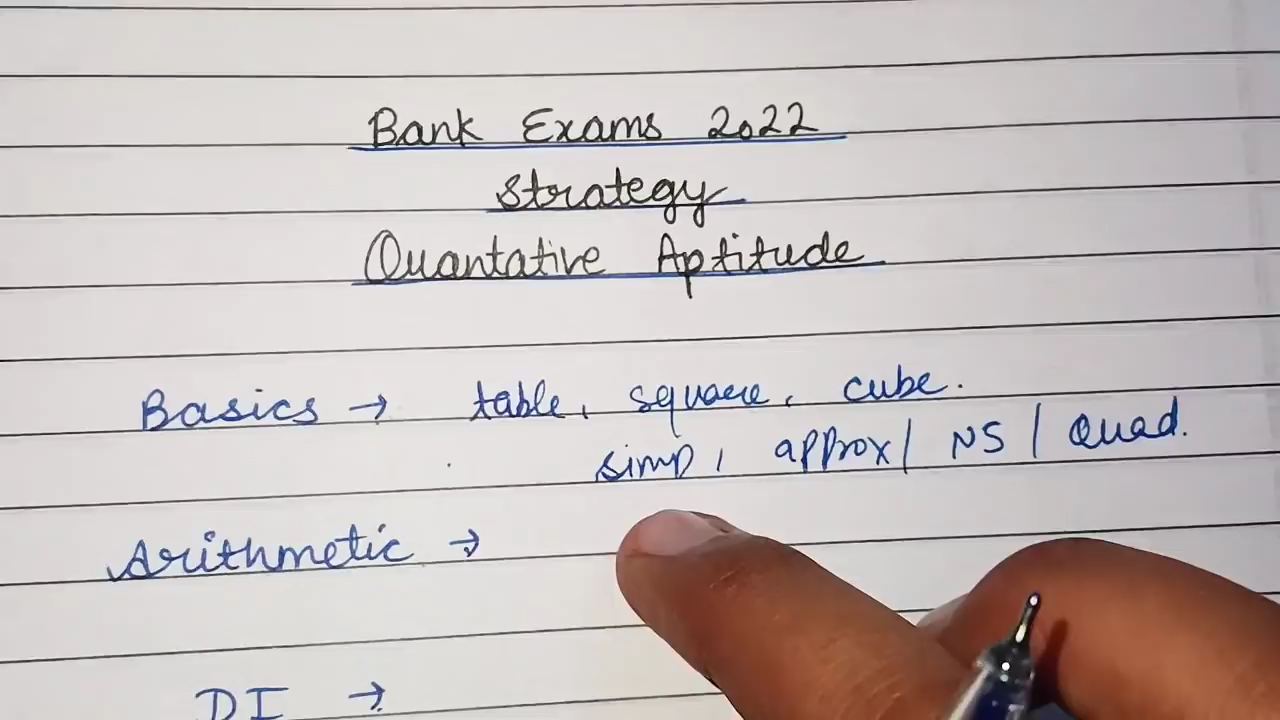 Bank Exams 2022
Strategy
Quantative Aptitude
Basics → table, square, cube.
simp, approx/ NS / Quad.
Arithmetic →
DI →